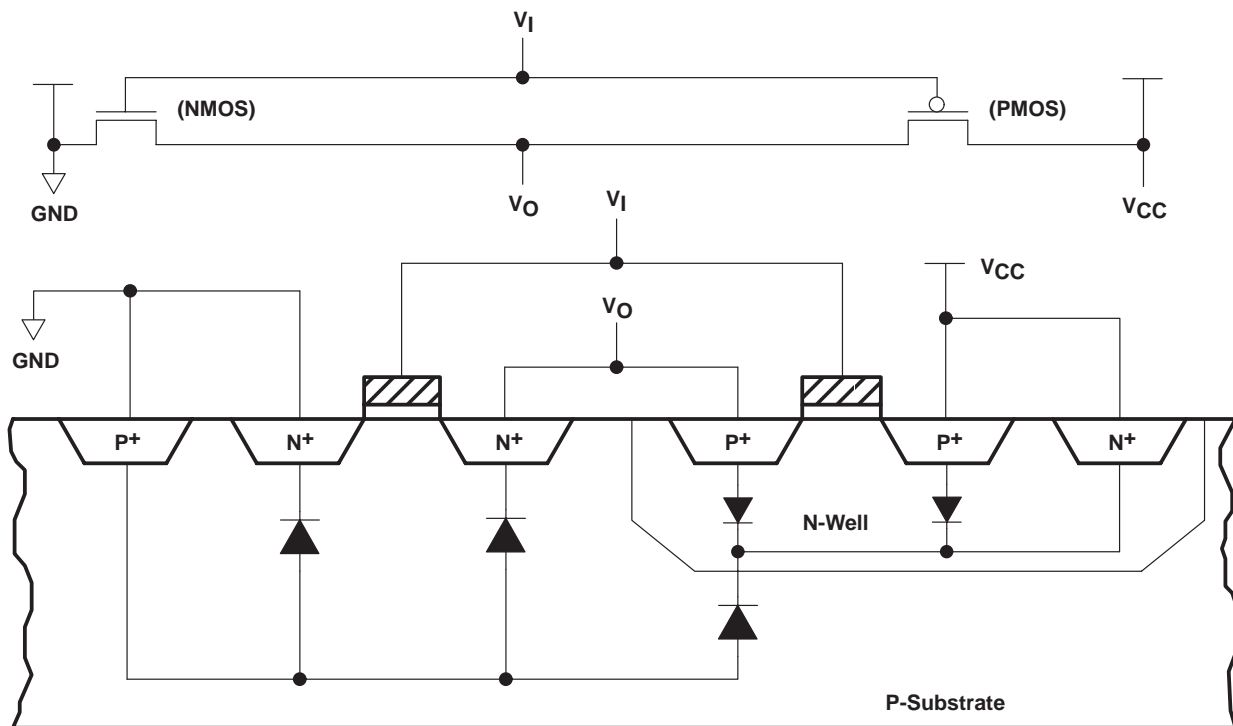 VI
(NMOS)
(PMOS)
GND
VO
VCC
VI
VCC
VO
GND
P+
N+
N+
P+
P+
N+
N-Well
P-Substrate